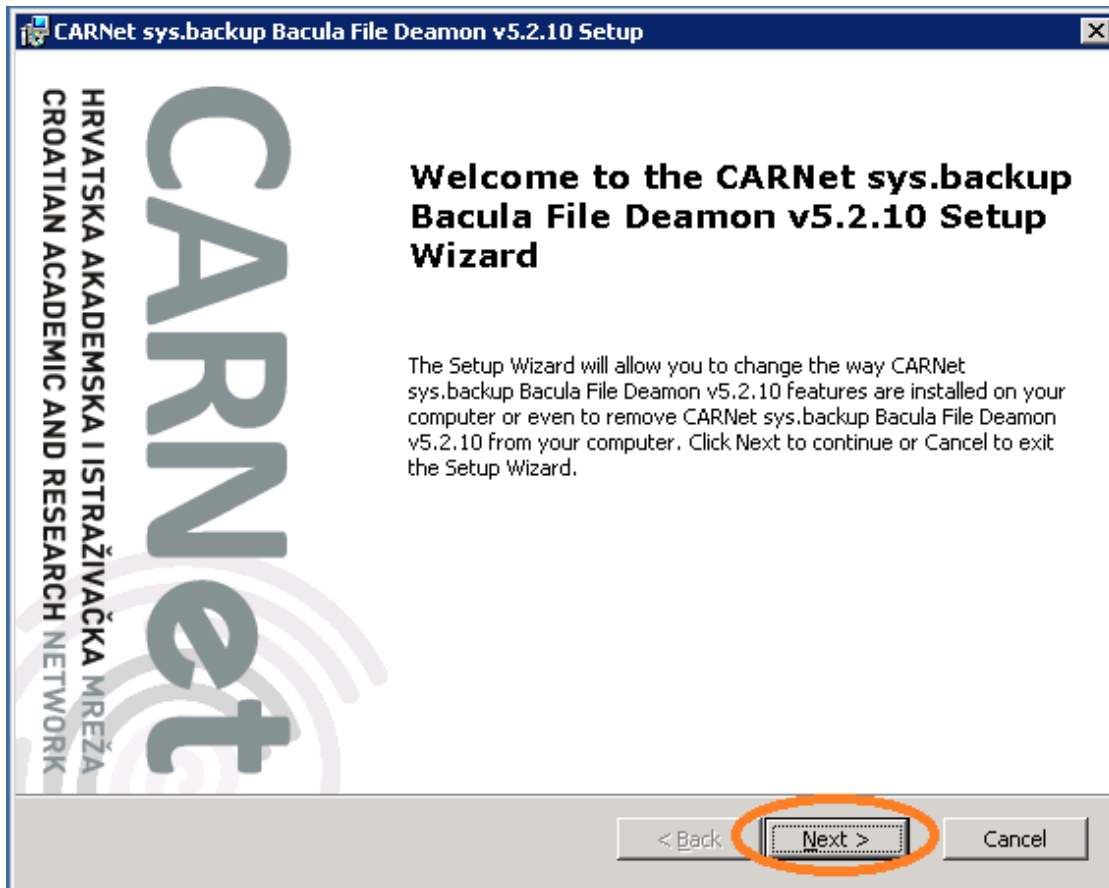 CARNet sys.backup Bacula File Deamon v5.2.10 Setup
HRVATSKA AKADEMSKA I ISTRAŽIVAČKA MREŽA
CROATIAN ACADEMIC AND RESEARCH NETWORK
CARNet
Welcome to the CARNet sys.backup
Bacula File Deamon v5.2.10 Setup
Wizard
The Setup Wizard will allow you to change the way CARNet
sys.backup Bacula File Deamon v5.2.10 features are installed on your
computer or even to remove CARNet sys.backup Bacula File Deamon
v5.2.10 from your computer. Click Next to continue or Cancel to exit
the Setup Wizard.
< Back
Next >
Cancel